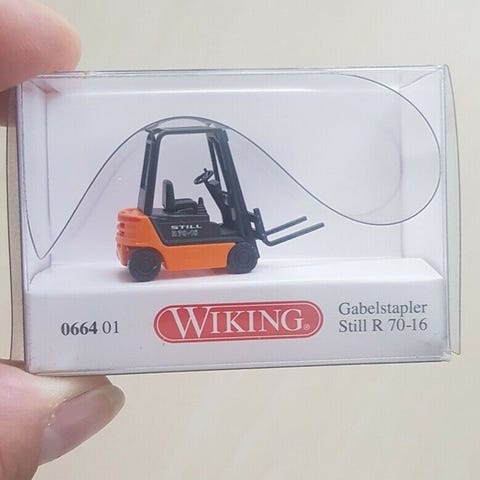 STILL
R 70-16
0664 01
WIKING®
Gabelstapler
Still R 70-16